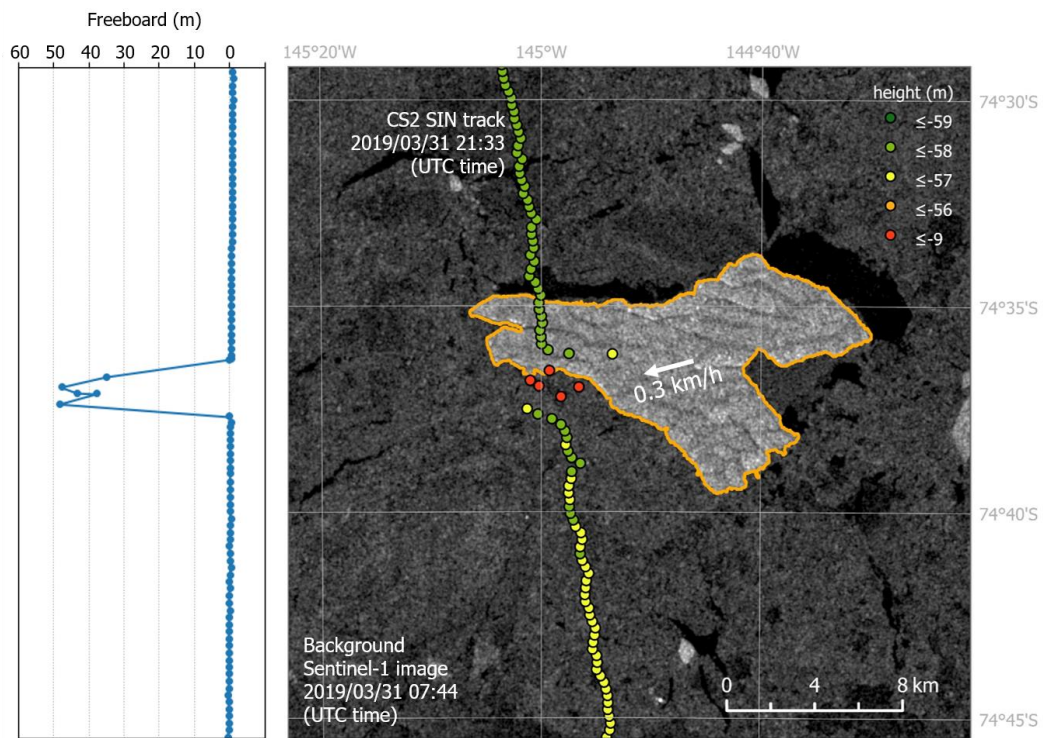 Freeboard (m)
60 50 40 30 20 10 0
145°20'W 145°0'W 144°40'W
height (m)
≤-59
≤-58
≤-57
≤-56
≤-9
CS2 SIN track
2019/03/31 21:33
(UTC time)
74°30'S
74°35'S
0.3 km/h
74°40'S
Background
Sentinel-1 image
2019/03/31 07:44
(UTC time)
0 4 8 km
74°45'S